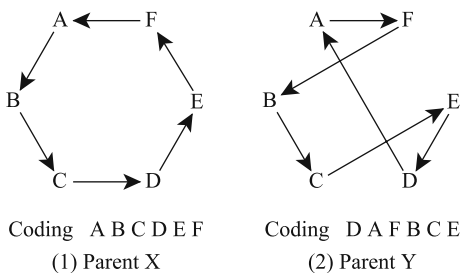 A F A F
B E B E
C D C D
Coding A B C D E F Coding D A F B C E
(1) Parent X (2) Parent Y